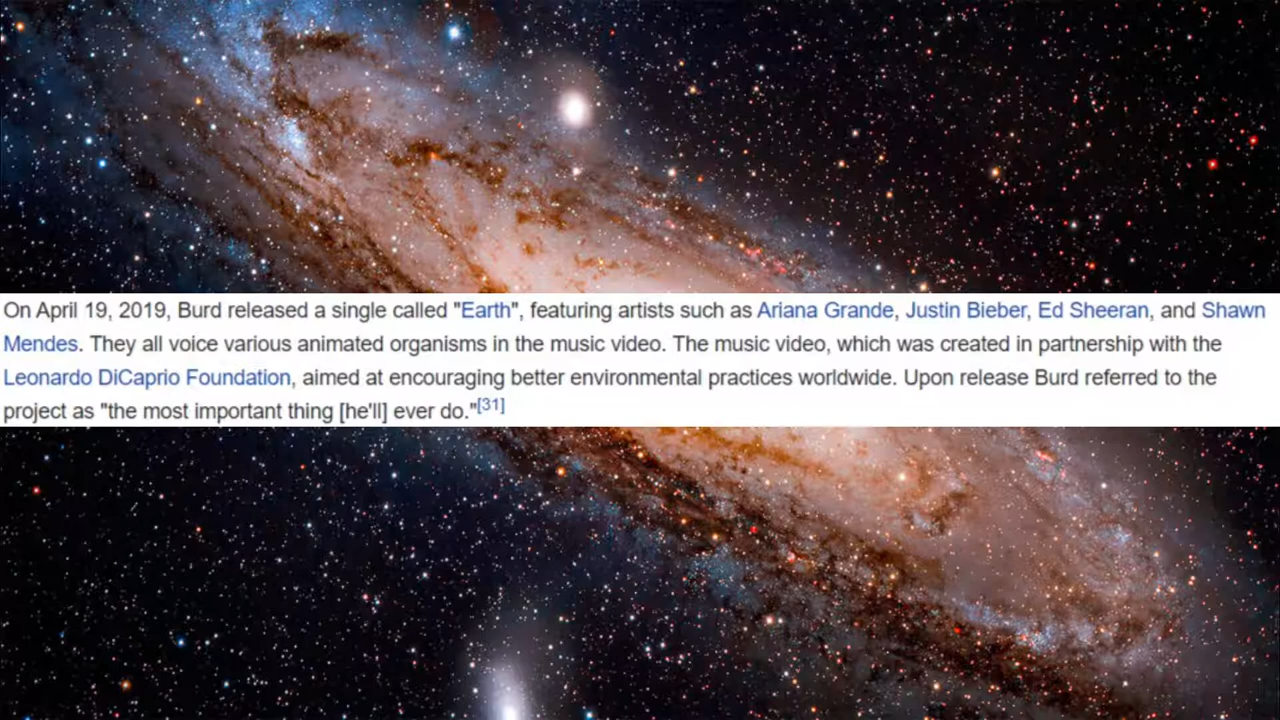 On April 19, 2019, Burd released a single called "Earth", featuring artists such as Ariana Grande, Justin Bieber, Ed Sheeran, and Shawn
Mendes. They all voice various animated organisms in the music video. The music video, which was created in partnership with the
Leonardo DiCaprio Foundation, aimed at encouraging better environmental practices worldwide. Upon release Burd referred to the
project as "the most important thing [he'll] ever do."[31]